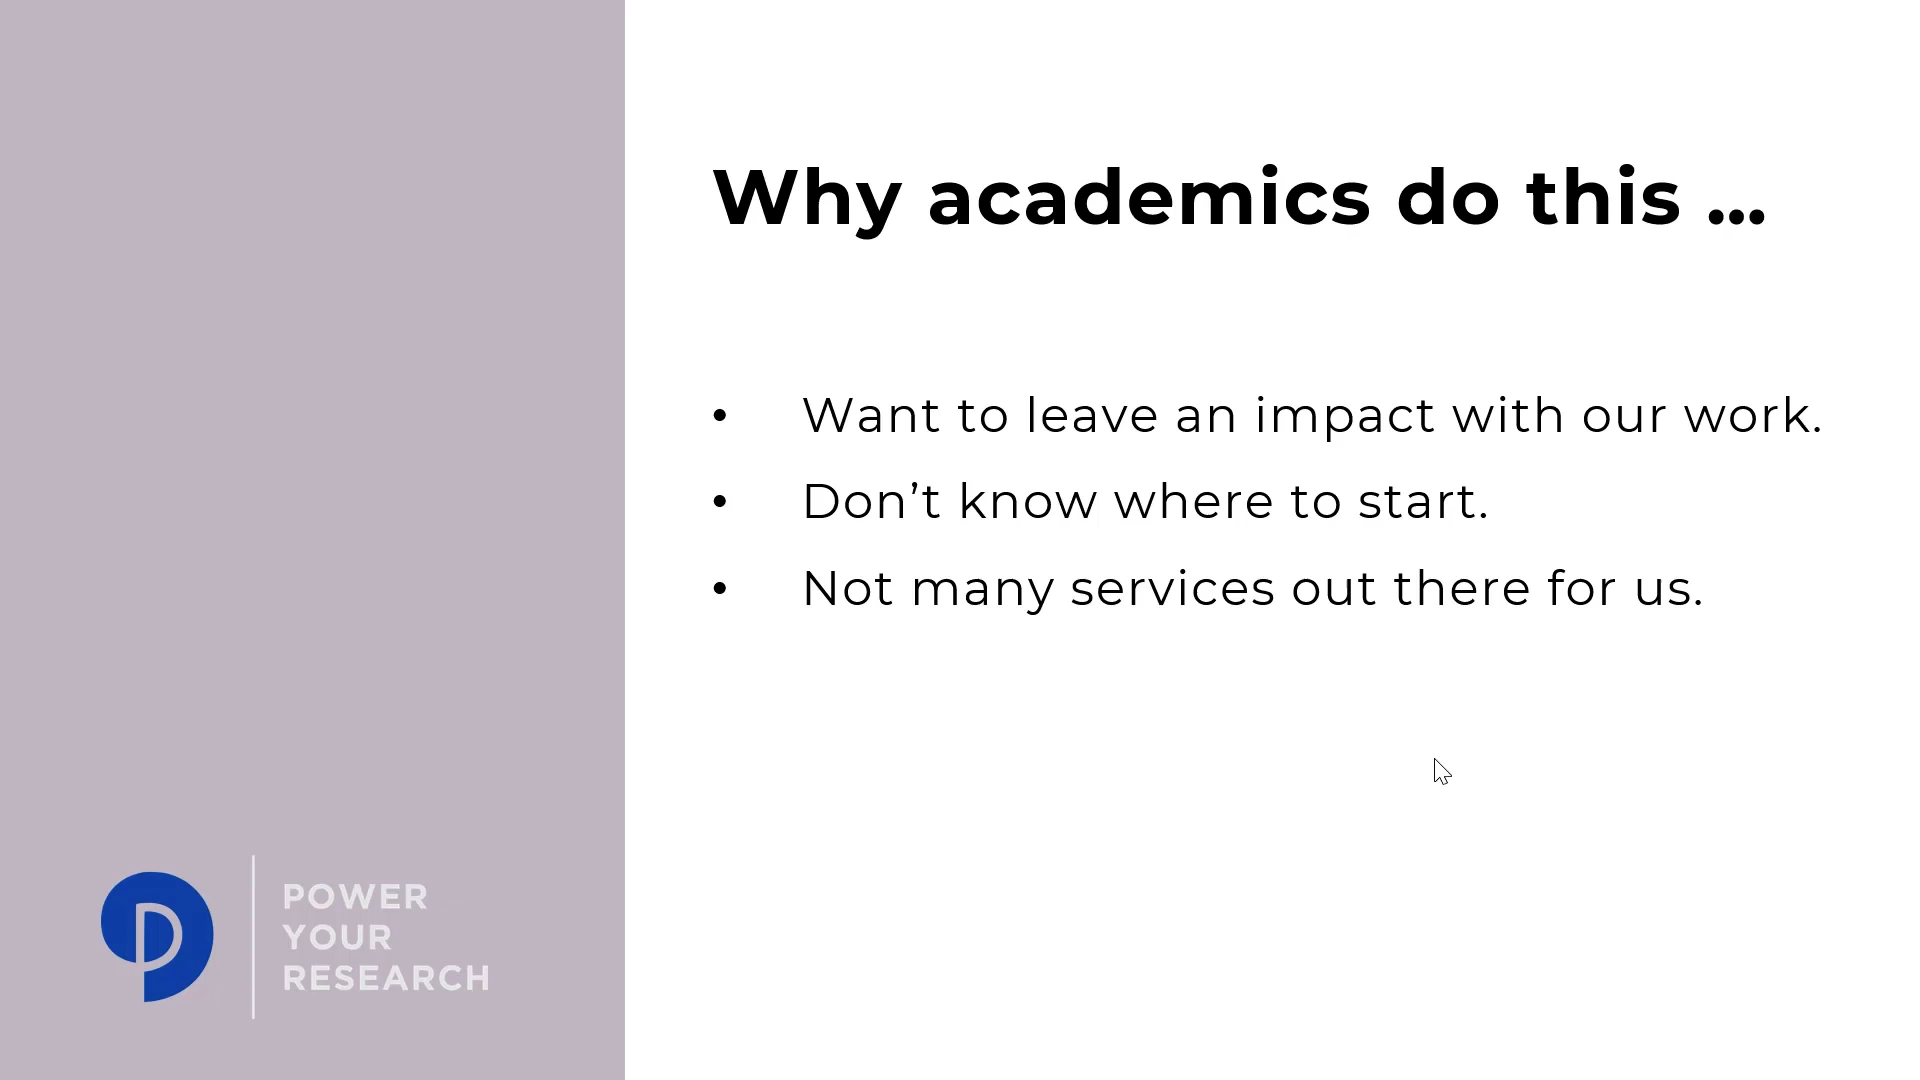 Why academics do this ...
• Want to leave an impact with our work.
• Don’t know where to start.
• Not many services out there for us.
POWER
YOUR
RESEARCH